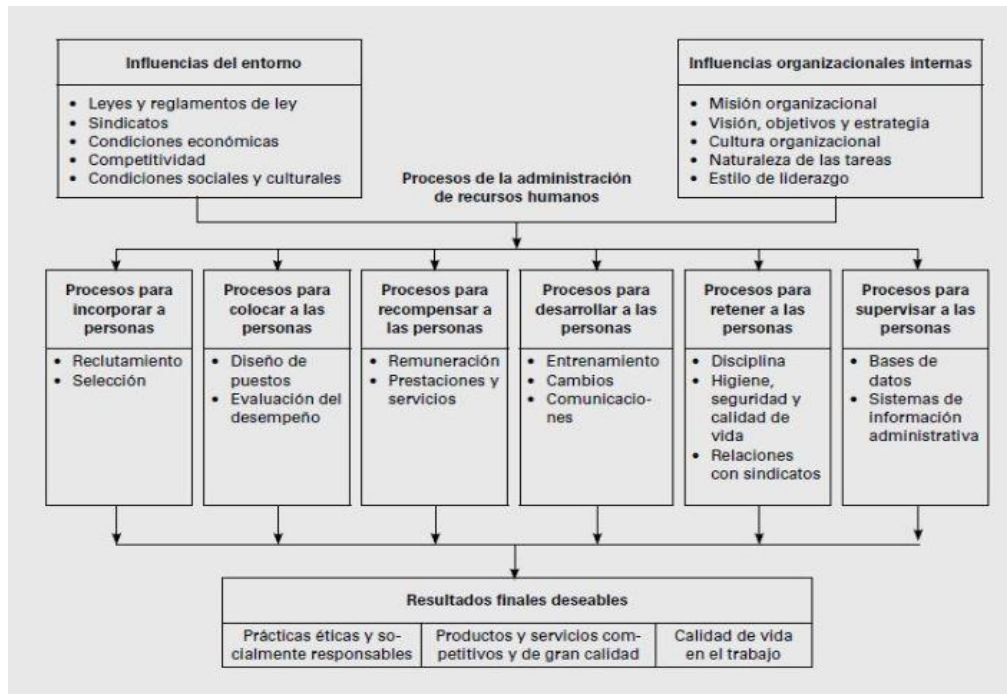 Influencias del entorno
• Leyes y reglamentos de ley
• Sindicatos
• Condiciones económicas
• Competitividad
• Condiciones sociales y culturales
Influencias organizacionales internas
• Misión organizacional
• Visión, objetivos y estrategia
• Cultura organizacional
• Naturaleza de las tareas
• Estilo de liderazgo
Procesos de la administración
de recursos humanos
Procesos para
incorporar a
personas
• Reclutamiento
• Selección
Procesos para
colocar a las
personas
• Diseño de
puestos
• Evaluación del
desempeño
Procesos para
recompensar a
las personas
• Remuneración
• Prestaciones y
servicios
Procesos para
desarrollar a las
personas
• Entrenamiento
• Cambios
• Comunicacio-
nes
Procesos para
retener a las
personas
• Disciplina
• Higiene,
seguridad y
calidad de
vida
• Relaciones
con sindicatos
Procesos para
supervisar a las
personas
• Bases de
datos
• Sistemas de
información
administrativa
Resultados finales deseables
Prácticas éticas y so-
cialmente responsables
Productos y servicios com-
petitivos y de gran calidad
Calidad de vida
en el trabajo